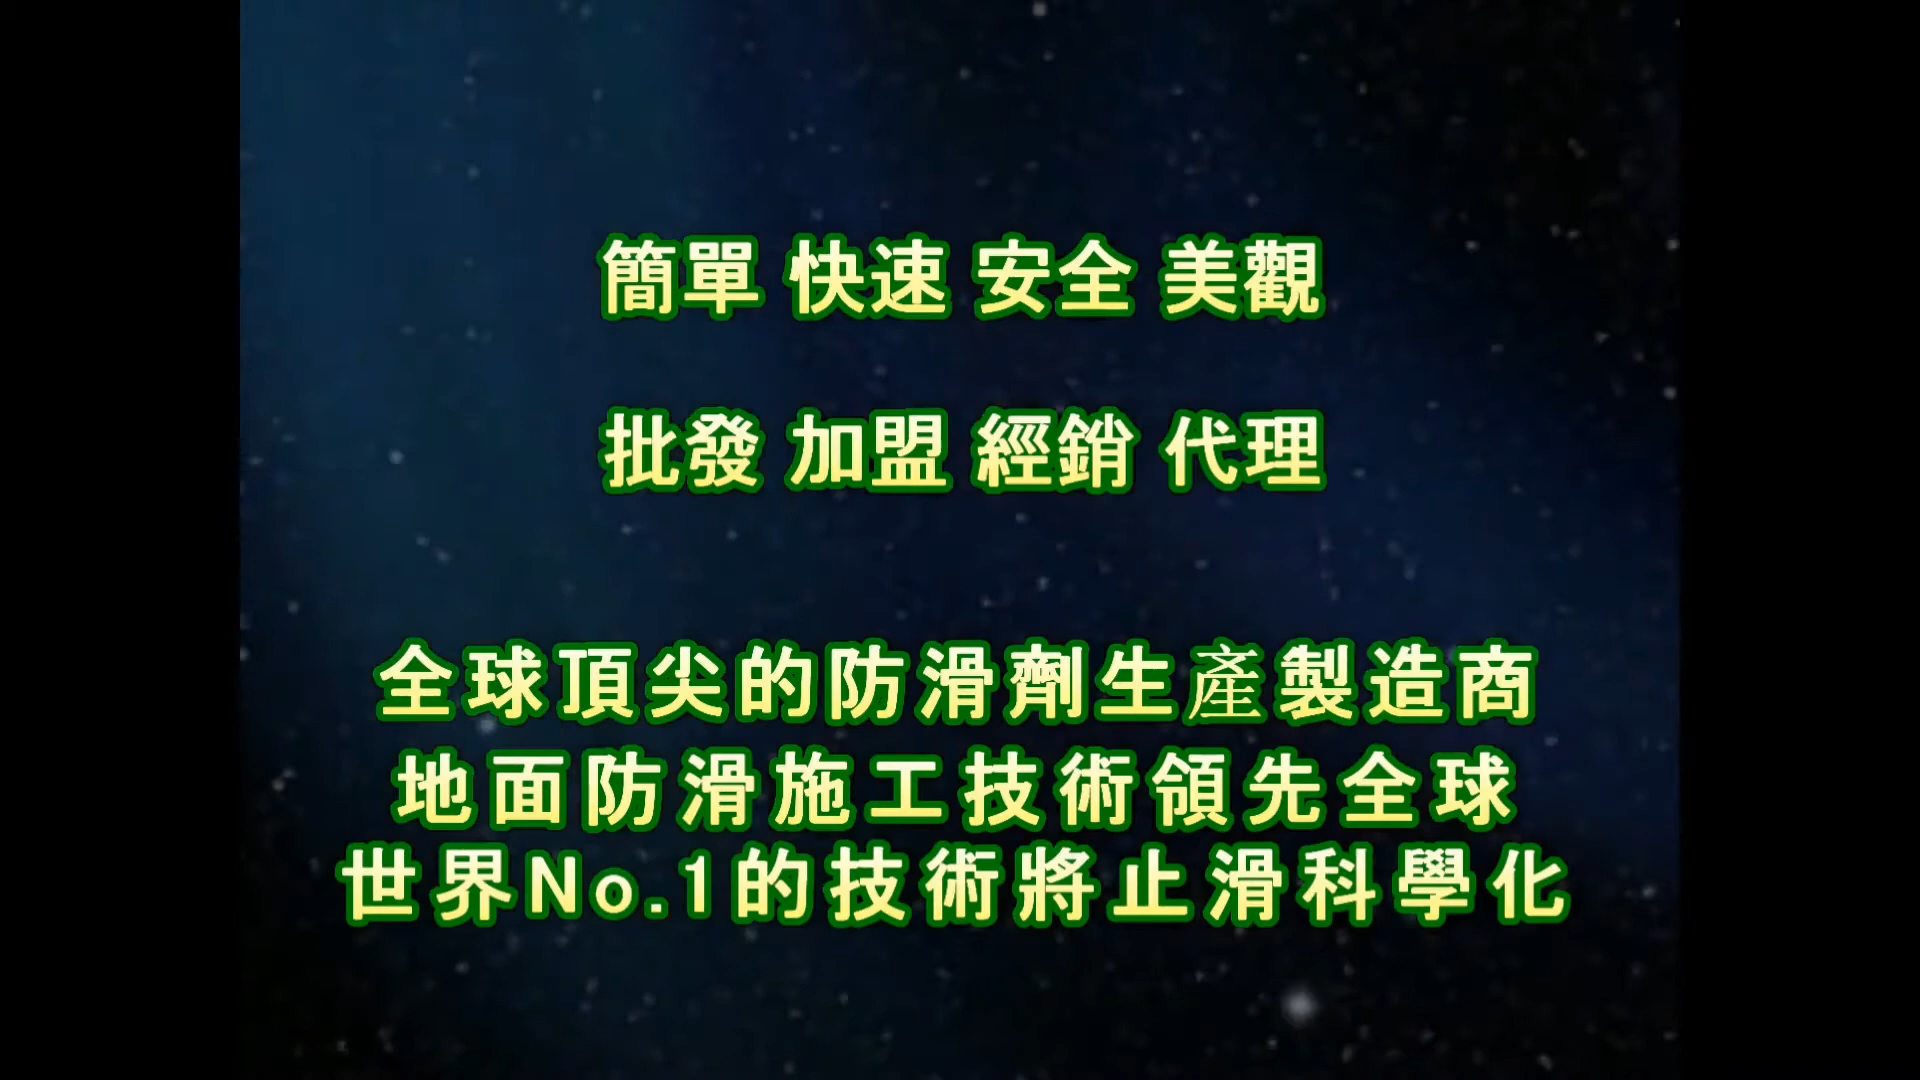 簡單 快速 安全 美觀
批發 加盟 經銷 代理
全球頂尖的防滑劑生產製造商
地面防滑施工技術領先全球
世界No.1的技術將止滑科學化